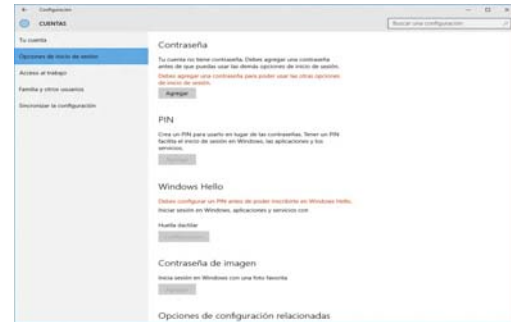 Configuración
CUENTAS
Buscar una configuración
Tu cuenta
Opciones de inicio de sesión
Acceso al trabajo
Familia y otros usuarios
Sincronizar la configuración
Contraseña
Tu cuenta no tiene contraseña. Debes agregar una contraseña
antes de que puedas usar las demás opciones de inicio de sesión.
Debes agregar una contraseña para poder usar las otras opciones
de inicio de sesión.
Agregar
PIN
Crea un PIN para usarlo en lugar de las contraseñas. Tener un PIN
facilita el inicio de sesión en Windows, las aplicaciones y los
servicios.
Agregar
Windows Hello
Debes configurar un PIN antes de poder inscribirte en Windows Hello.
Iniciar sesión en Windows, aplicaciones y servicios con
Huella dactilar
Contraseña de imagen
Inicia sesión en Windows con una foto favorita
Agregar
Opciones de configuración relacionadas